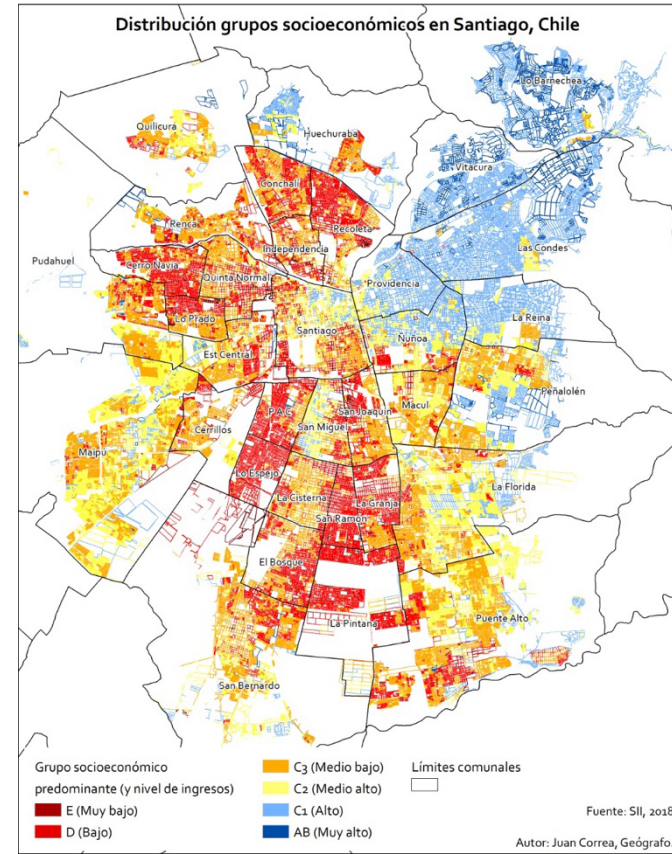 Distribución grupos socioeconómicos en Santiago, Chile
Lo Barnechea
Quilicura
Huechuraba
Vitacura
Conchalí
Recoleta
Renca
Independencia
Las Condes
Pudahuel
Cerro Navia
Quinta Normal
Providencia
Lo Prado
Santiago
La Reina
Ñuñoa
Est Central
Peñalolén
P A C
San Joaquin
Macul
Cerrillos
San Miguel
Maipú
Lo Espejo
La Florida
La Cisterna
La Granja
San Ramón
El Bosque
Puente Alto
La Pintana
San Bernardo
Grupo socioeconómico
predominante (y nivel de ingresos)
E (Muy bajo)
D (Bajo)
C3 (Medio bajo)
C2 (Medio alto)
C1 (Alto)
AB (Muy alto)
Límites comunales
Fuente: SII, 2018
Autor: Juan Correa, Geógrafo